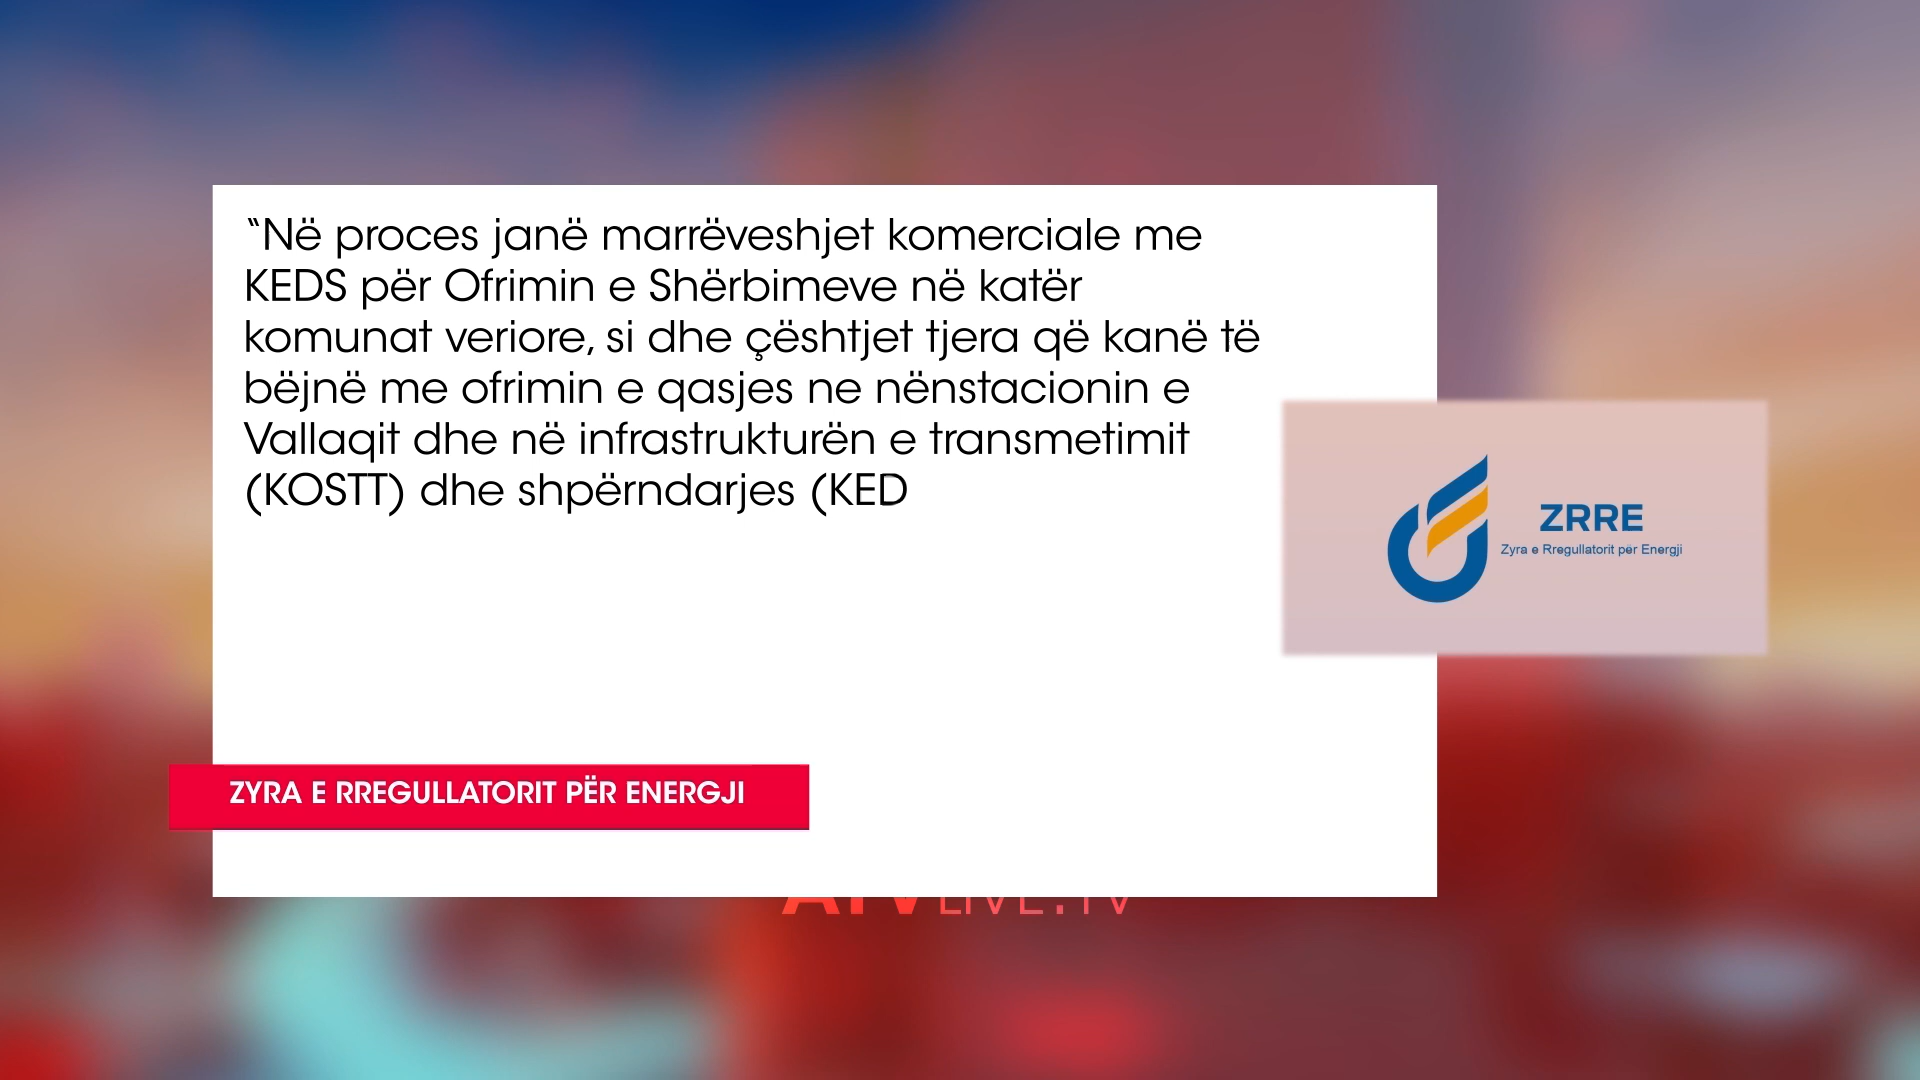 “Në proces janë marrëveshjet komerciale me
KEDS për Ofrimin e Shërbimeve në katër
komunat veriore, si dhe çështjet tjera që kanë të
bëjnë me ofrimin e qasjes ne nënstacionin e
Vallaqit dhe në infrastrukturën e transmetimit
(KOSTT) dhe shpërndarjes (KED
ZRRE
Zyra e Rregullatorit për Energji
ZYRA E RREGULLATORIT PËR ENERGJI
ATVLIVE.TV